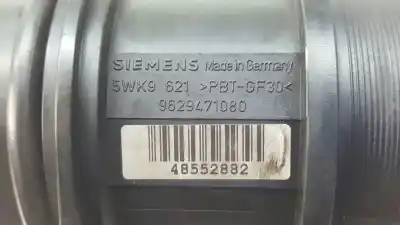 SIEMENS Made in Germany
5WK9 621 >PBT-GF30<
9629471080
48552882